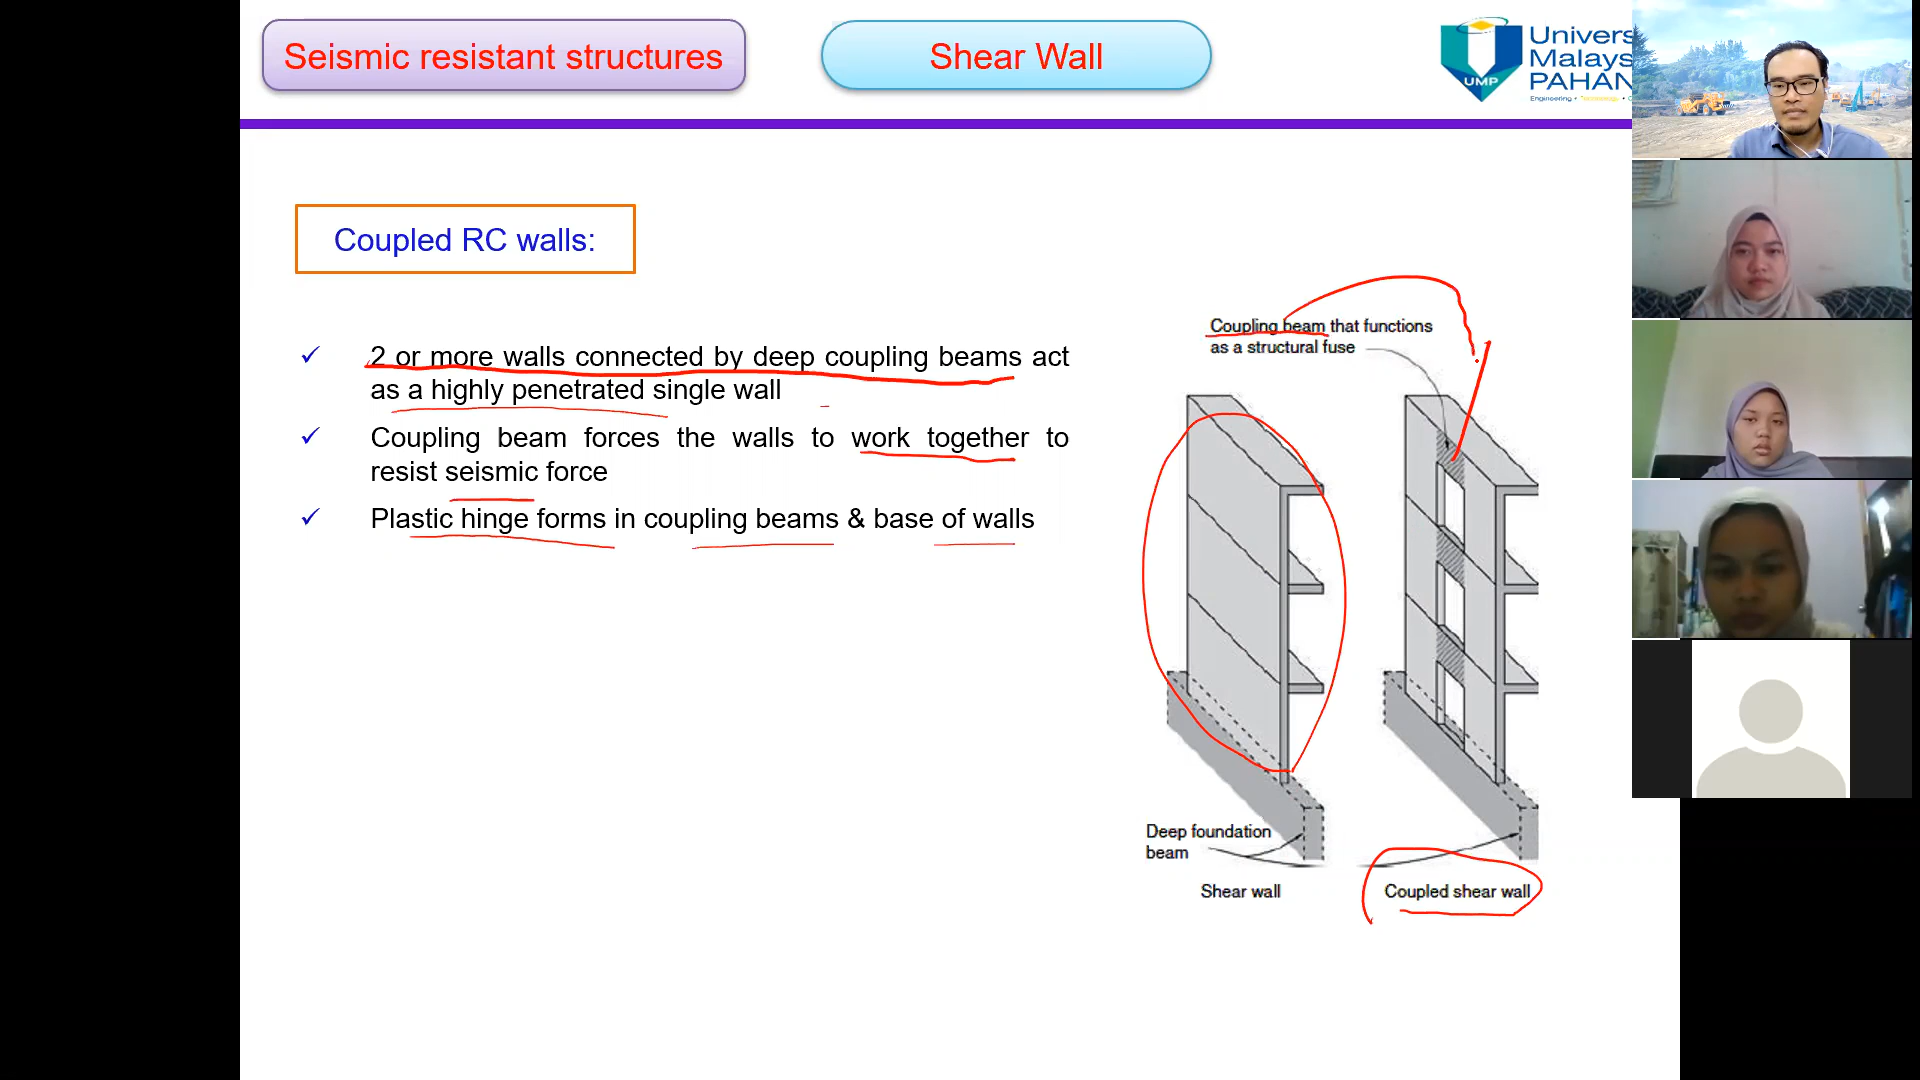 Seismic resistant structures
Shear Wall
UMP
Univers
Malays
PAHAN
Engineering • Technology •
Coupled RC walls:
✓ 2 or more walls connected by deep coupling beams act
as a highly penetrated single wall
✓ Coupling beam forces the walls to work together to
resist seismic force
✓ Plastic hinge forms in coupling beams & base of walls
Coupling beam that functions
as a structural fuse
Deep foundation
beam
Shear wall
Coupled shear wall